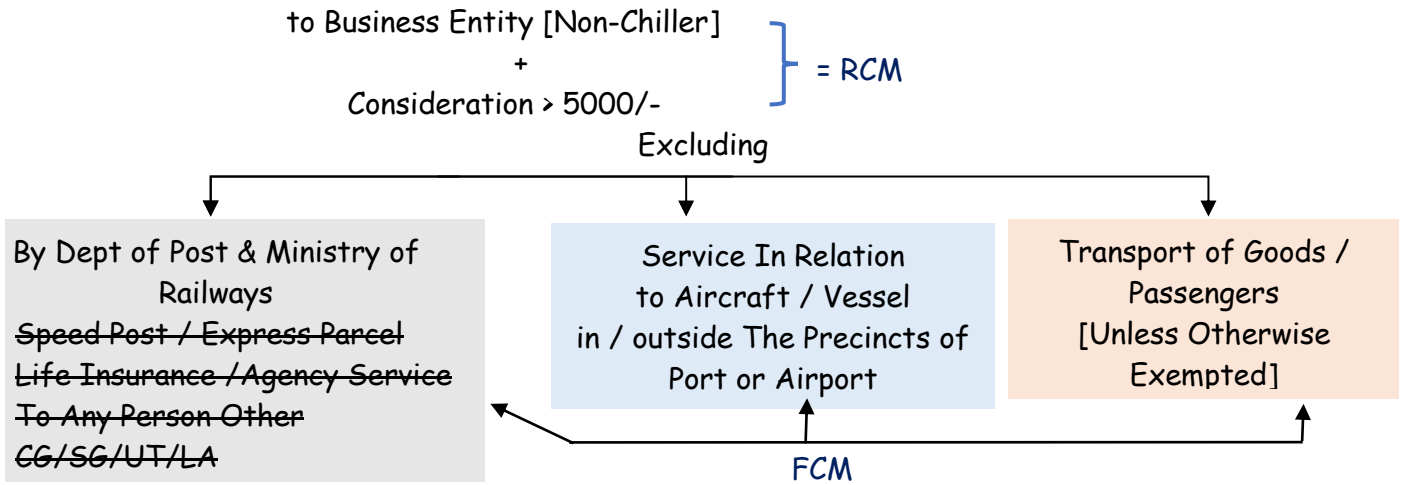 to Business Entity [Non-Chiller]
+
Consideration > 5000/-
= RCM
Excluding
By Dept of Post & Ministry of
Railways
Speed Post / Express Parcel
Life Insurance /Agency Service
To Any Person Other
CG/SG/UT/LA
Service In Relation
to Aircraft / Vessel
in / outside The Precincts of
Port or Airport
Transport of Goods /
Passengers
[Unless Otherwise
Exempted]
FCM